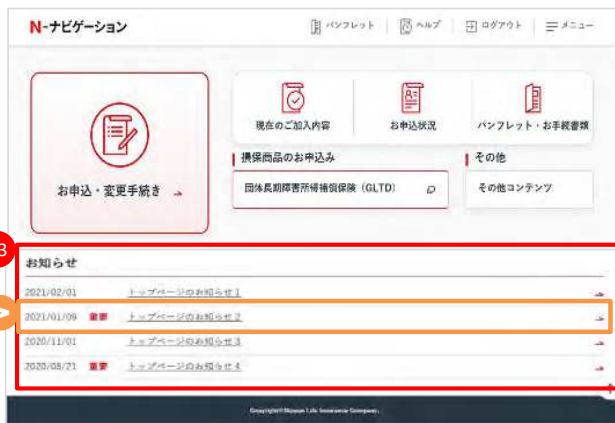 N-ナビゲーション
パンフレット
ヘルプ
ログアウト
メニュー
お申込・変更手続き
現在のご加入内容
お申込状況
パンフレット・お手続書類
損保商品のお申込み
団体長期障害所得補償保険（GLTD）
その他
その他コンテンツ
3
お知らせ
2021/02/01 トップページのお知らせ1
2021/01/09 重要 トップページのお知らせ2
2020/11/01 トップページのお知らせ3
2020/08/21 重要 トップページのお知らせ4
Copyright© Nippon Life Insurance Company.